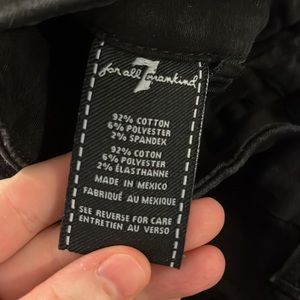 for all 7 mankind
92% COTTON
6% POLYESTER
2% SPANDEX
92% COTON
6% POLYESTER
2% ÉLASTHANNE
MADE IN MEXICO
FABRIQUÉ AU MEXIQUE
SEE REVERSE FOR CARE
ENTRETIEN AU VERSO